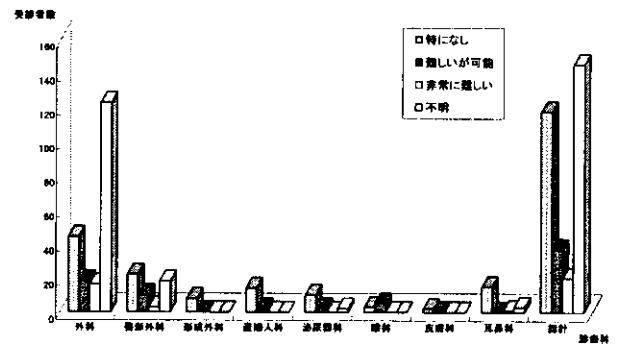 受診者数
160
140
120
100
80
60
40
20
0
特になし
難しいが可能
非常に難しい
不明
外科
整形外科
形成外科
産婦人科
泌尿器科
眼科
皮膚科
耳鼻科
総計
診療科